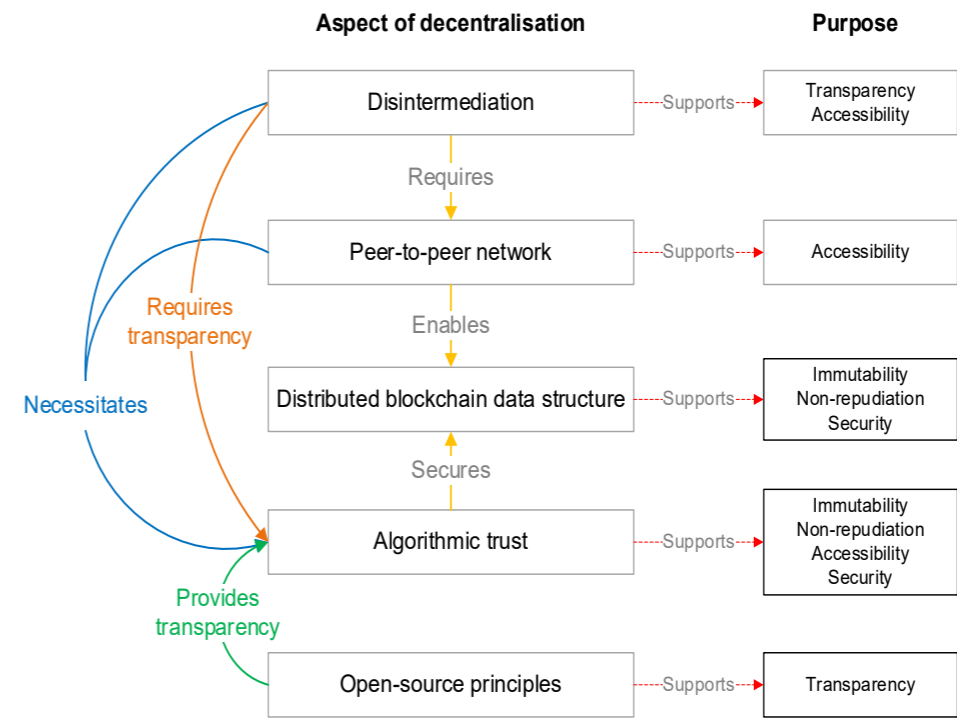 Aspect of decentralisation
Purpose
Disintermediation
Supports
Transparency
Accessibility
Requires
Peer-to-peer network
Supports
Accessibility
Requires
transparency
Enables
Necessitates
Distributed blockchain data structure
Supports
Immutability
Non-repudiation
Security
Secures
Algorithmic trust
Supports
Immutability
Non-repudiation
Accessibility
Security
Provides
transparency
Open-source principles
Supports
Transparency